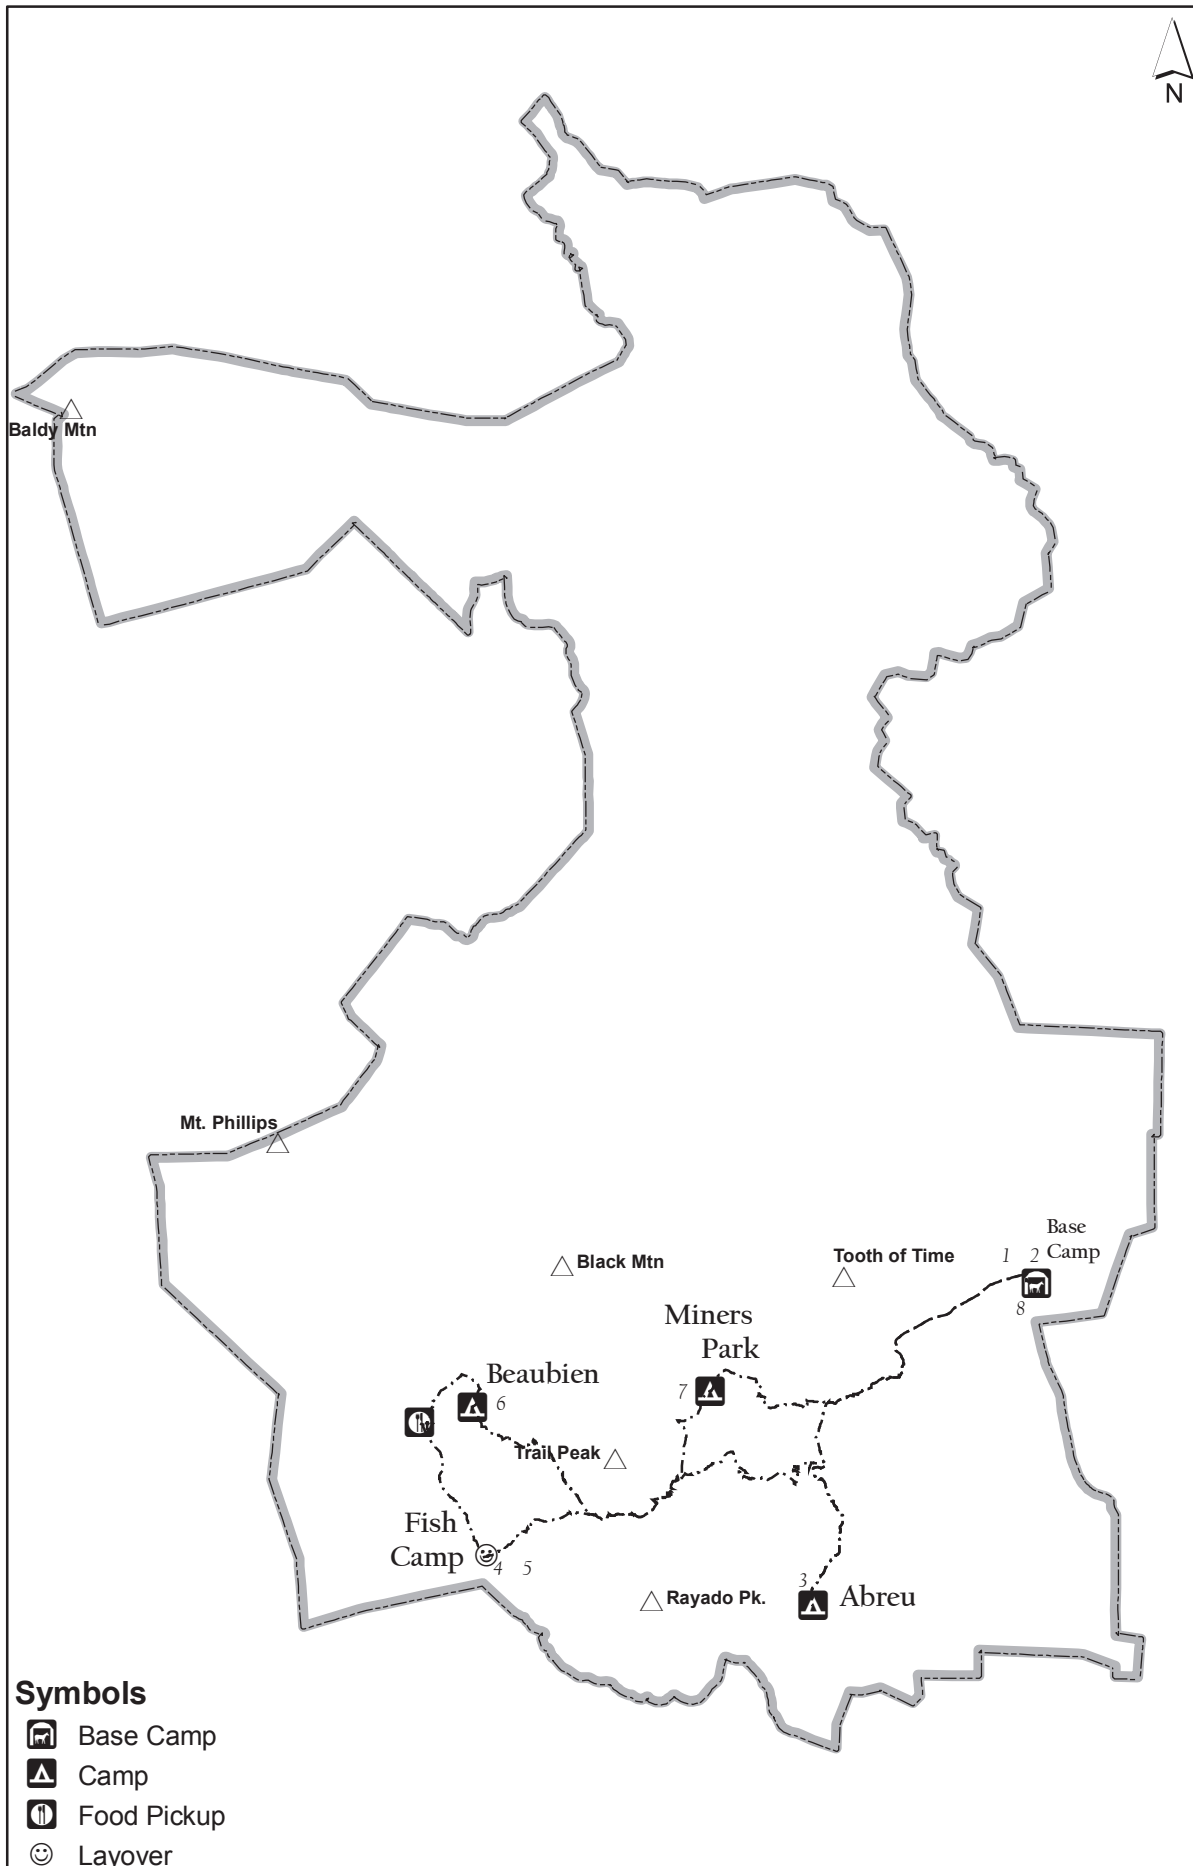 N
Baldy Mtn
Mt. Phillips
Black Mtn
Tooth of Time
1 2
Base
Camp
8
Miners
Park
7
Beaubien
6
Trail Peak
Fish
Camp
4 5
3
Rayado Pk.
Abreu
Symbols
Base Camp
Camp
Food Pickup
Layover